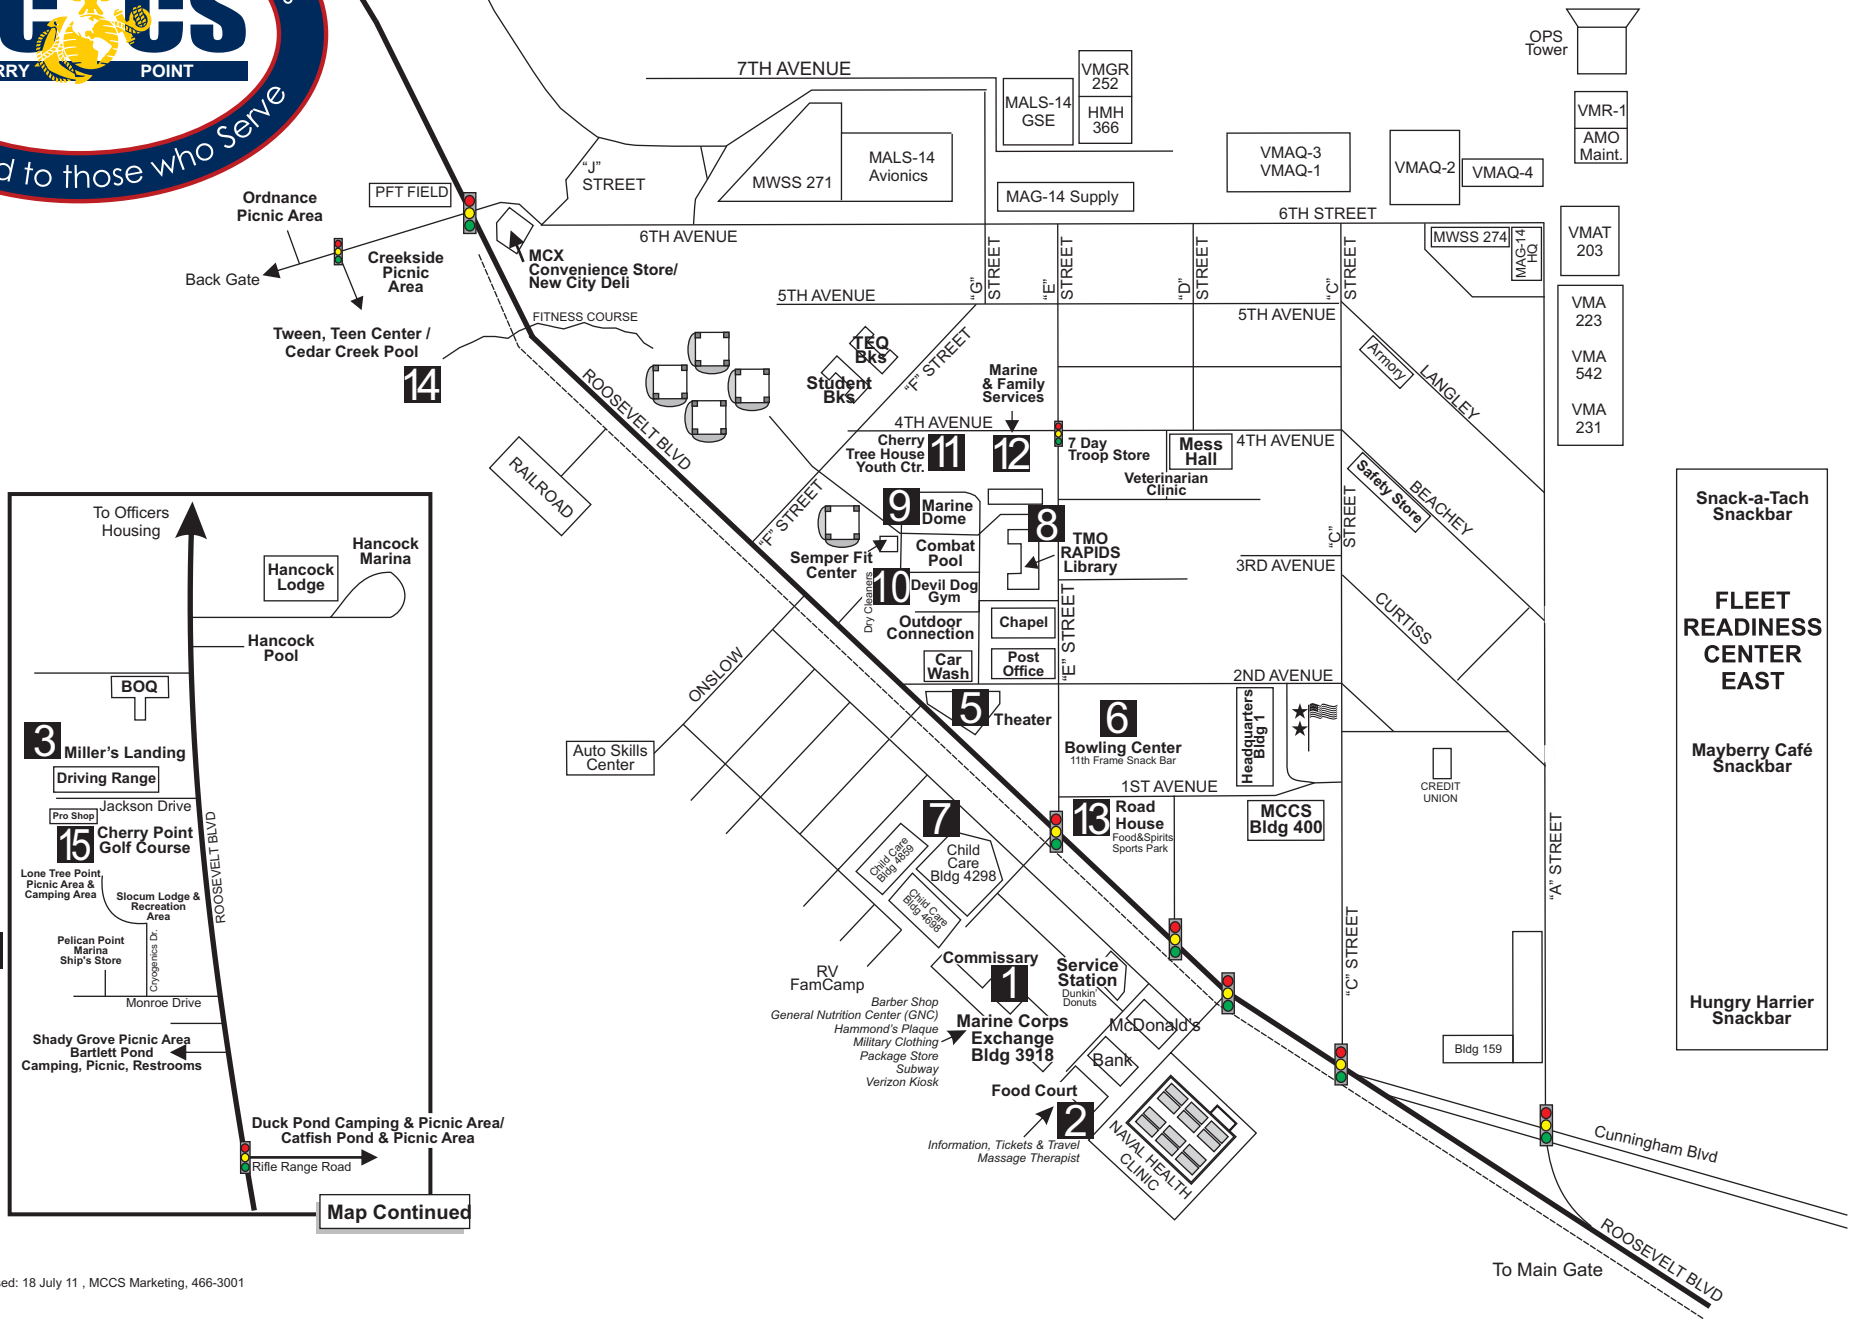 CS
POINT
d to those who Serve
Ordnance
Picnic Area
PFT FIELD
Back Gate
Creekside
Picnic
Area
Tween, Teen Center /
Cedar Creek Pool
14
MCX
Convenience Store/
New City Deli
FITNESS COURSE
"J"
STREET
6TH AVENUE
7TH AVENUE
MWSS 271
MALS-14
Avionics
MALS-14
GSE
VMGR
252
HMH
366
MAG-14 Supply
VMAQ-3
VMAQ-1
VMAQ-2
VMAQ-4
OPS
Tower
VMR-1
AMO
Maint.
6TH STREET
MWSS 274
MAG-14
HQ
VMAT
203
VMA
223
VMA
542
VMA
231
5TH AVENUE
"G"
STREET
"E"
STREET
"D"
STREET
"C"
STREET
5TH AVENUE
ROOSEVELT BLVD
RAILROAD
TEQ
Bks
Student
Bks
"F" STREET
Marine
& Family
Services
4TH AVENUE
Cherry
Tree House
Youth Ctr.
11
12
7 Day
Troop Store
Mess
Hall
4TH AVENUE
Veterinarian
Clinic
Armory
LANGLEY
Safety Store
BEACHEY
"C"
STREET
"F" STREET
9
Marine
Dome
8
TMO
RAPIDS
Library
Semper Fit
Center
Combat
Pool
10
Devil Dog
Gym
Dry Cleaners
Outdoor
Connection
Chapel
Car
Wash
Post
Office
"E" STREET
3RD AVENUE
CURTISS
2ND AVENUE
ONSLOW
Auto Skills
Center
5
Theater
6
Bowling Center
11th Frame Snack Bar
Headquarters
Bldg 1
1ST AVENUE
13
Road
House
Food&Spirits
Sports Park
MCCS
Bldg 400
CREDIT
UNION
"A" STREET
7
Child
Care
Bldg 4298
Child Care
Bldg 4859
Child Care
Bldg 4698
RV
FamCamp
Commissary
1
Service
Station
Dunkin'
Donuts
Marine Corps
Exchange
Bldg 3918
Barber Shop
General Nutrition Center (GNC)
Hammond's Plaque
Military Clothing
Package Store
Subway
Verizon Kiosk
McDonald's
Bank
Food Court
2
Information, Tickets & Travel
Massage Therapist
NAVAL HEALTH
CLINIC
"C" STREET
Bldg 159
Cunningham Blvd
ROOSEVELT BLVD
To Main Gate
Snack-a-Tach
Snackbar
FLEET
READINESS
CENTER
EAST
Mayberry Café
Snackbar
Hungry Harrier
Snackbar
To Officers
Housing
Hancock
Lodge
Hancock
Marina
Hancock
Pool
BOQ
3
Miller's Landing
Driving Range
Jackson Drive
Pro Shop
15
Cherry Point
Golf Course
ROOSEVELT BLVD
Lone Tree Point
Picnic Area &
Camping Area
Slocum Lodge &
Recreation
Area
Pelican Point
Marina
Ship's Store
Cryogenics Dr.
Monroe Drive
Shady Grove Picnic Area
Bartlett Pond
Camping, Picnic, Restrooms
Duck Pond Camping & Picnic Area/
Catfish Pond & Picnic Area
Rifle Range Road
Map Continued
sed: 18 July 11 , MCCS Marketing, 466-3001